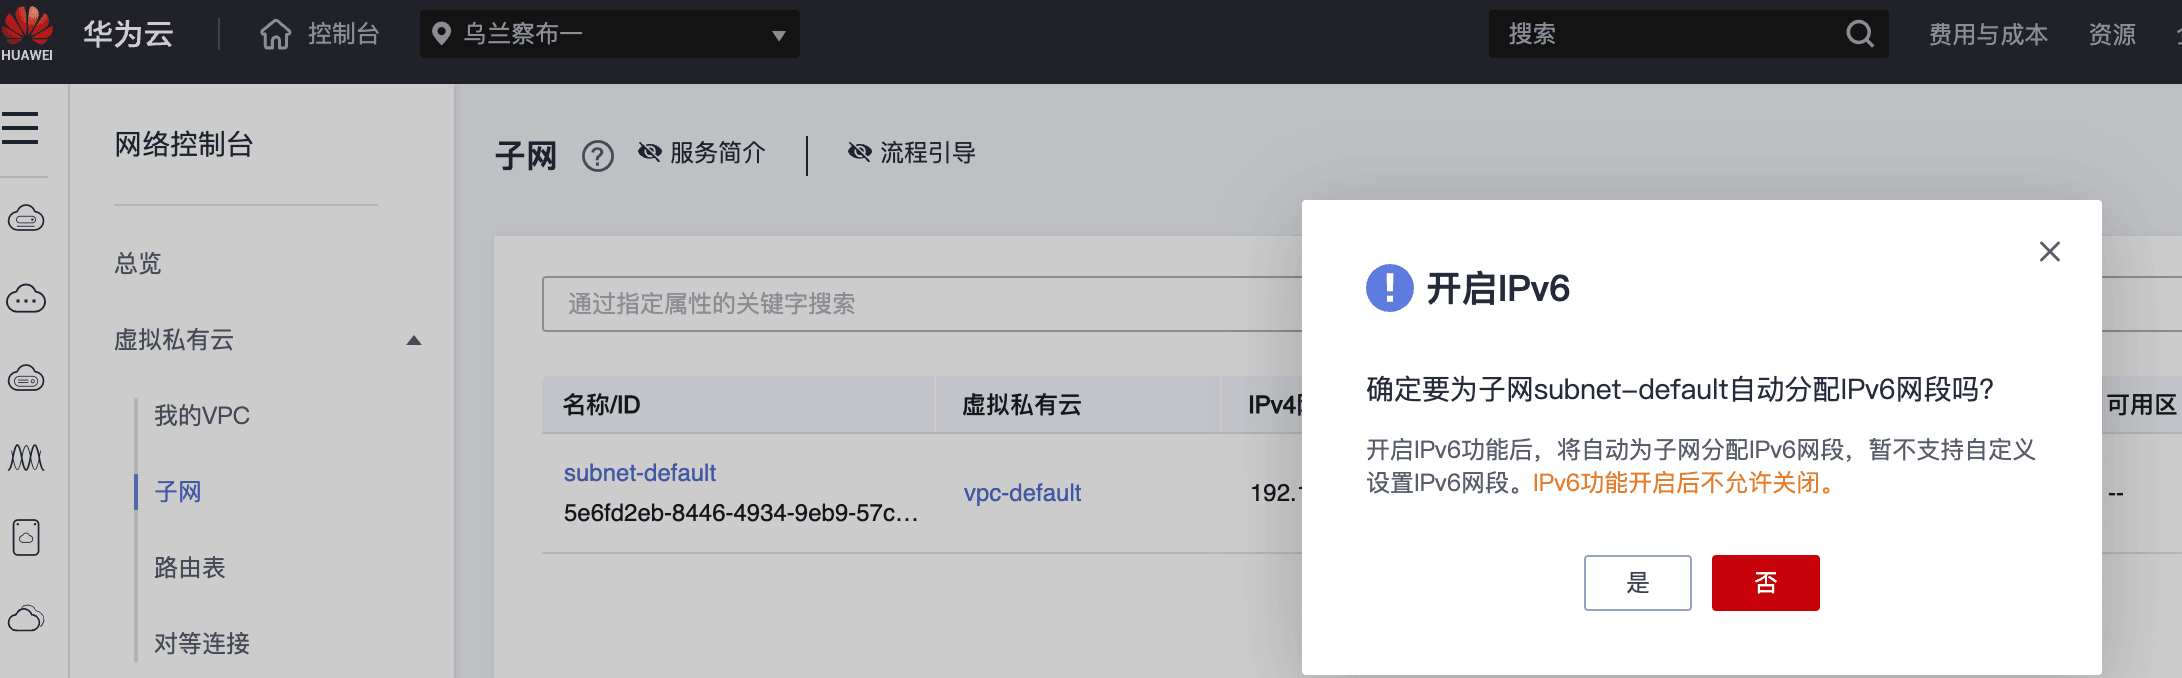 HUAWEI
华为云
控制台
乌兰察布一
搜索
费用与成本
资源
网络控制台
总览
虚拟私有云
我的VPC
子网
路由表
对等连接
子网
服务简介
流程引导
通过指定属性的关键字搜索
名称/ID
虚拟私有云
IPv4
可用区
subnet-default
5e6fd2eb-8446-4934-9eb9-57c...
vpc-default
192.
--
开启IPv6
确定要为子网subnet-default自动分配IPv6网段吗?
开启IPv6功能后，将自动为子网分配IPv6网段，暂不支持自定义
设置IPv6网段。IPv6功能开启后不允许关闭。
是
否